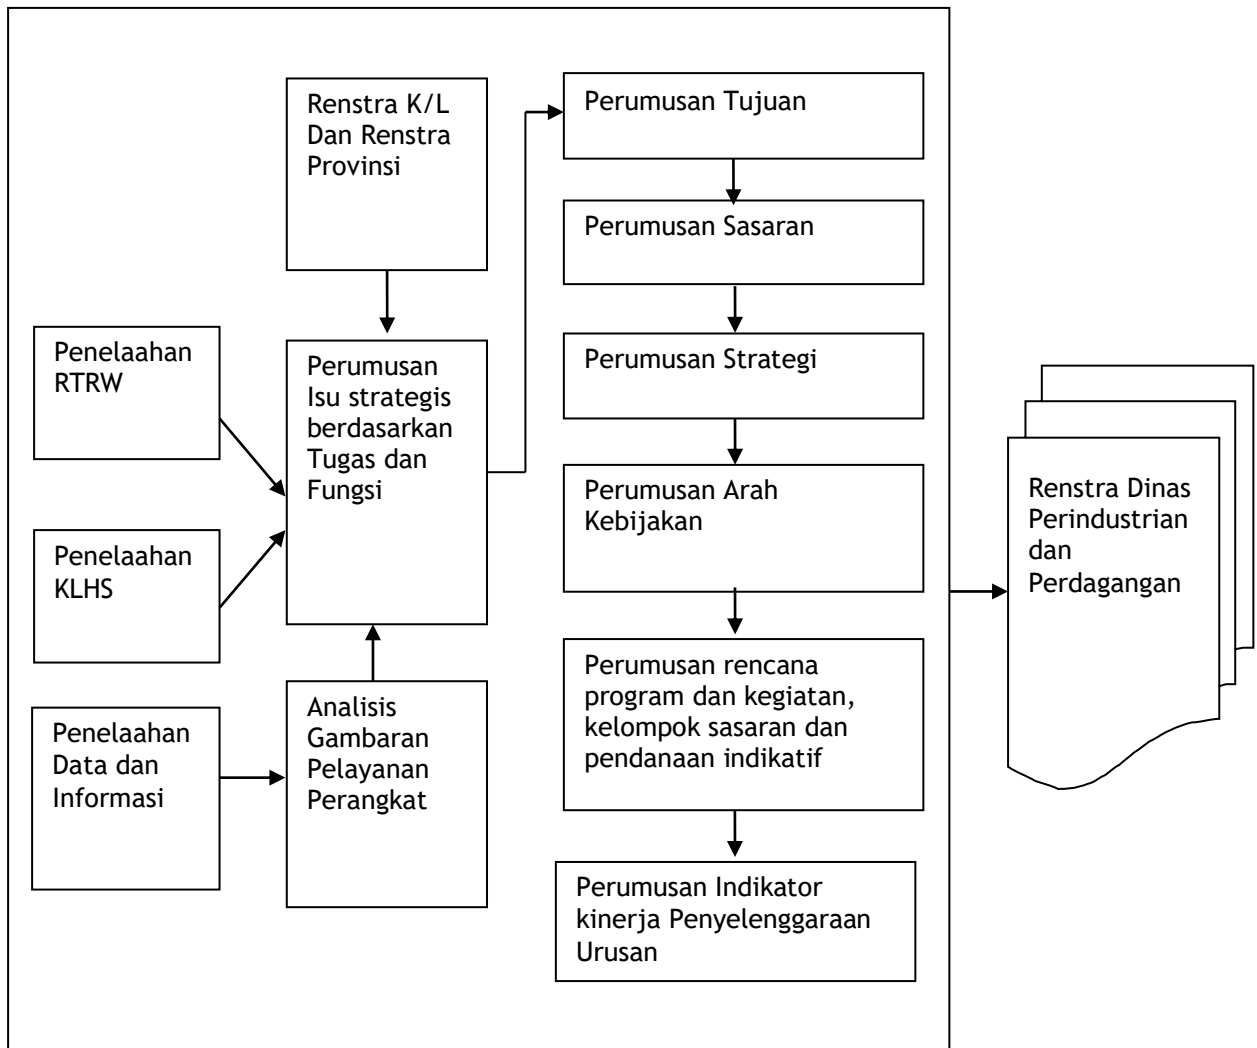 Renstra K/L
Dan Renstra
Provinsi
Penelaahan
RTRW
Perumusan
Isu strategis
berdasarkan
Tugas dan
Fungsi
Penelaahan
KLHS
Penelaahan
Data dan
Informasi
Analisis
Gambaran
Pelayanan
Perangkat
Perumusan Tujuan
Perumusan Sasaran
Perumusan Strategi
Perumusan Arah
Kebijakan
Perumusan rencana
program dan kegiatan,
kelompok sasaran dan
pendanaan indikatif
Perumusan Indikator
kinerja Penyelenggaraan
Urusan
Renstra Dinas
Perindustrian
dan
Perdagangan